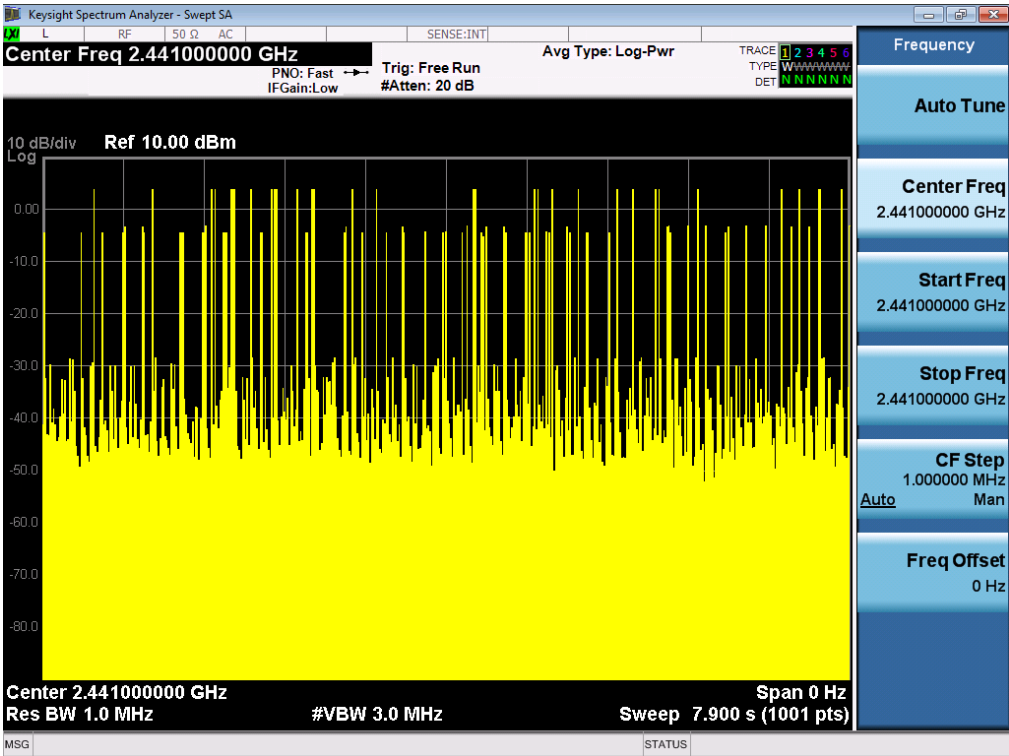 Keysight Spectrum Analyzer - Swept SA
LXI L RF 50 Ω AC SENSE:INT
Center Freq 2.441000000 GHz
PNO: Fast
IFGain:Low
Trig: Free Run
#Atten: 20 dB
Avg Type: Log-Pwr
TRACE 1 2 3 4 5 6
TYPE WWWWWW
DET N N N N N N
10 dB/div Ref 10.00 dBm
Log
0.00
-10.0
-20.0
-30.0
-40.0
-50.0
-60.0
-70.0
-80.0
Center 2.441000000 GHz Span 0 Hz
Res BW 1.0 MHz #VBW 3.0 MHz Sweep 7.900 s (1001 pts)
MSG STATUS
Frequency
Auto Tune
Center Freq
2.441000000 GHz
Start Freq
2.441000000 GHz
Stop Freq
2.441000000 GHz
CF Step
1.000000 MHz
Auto Man
Freq Offset
0 Hz